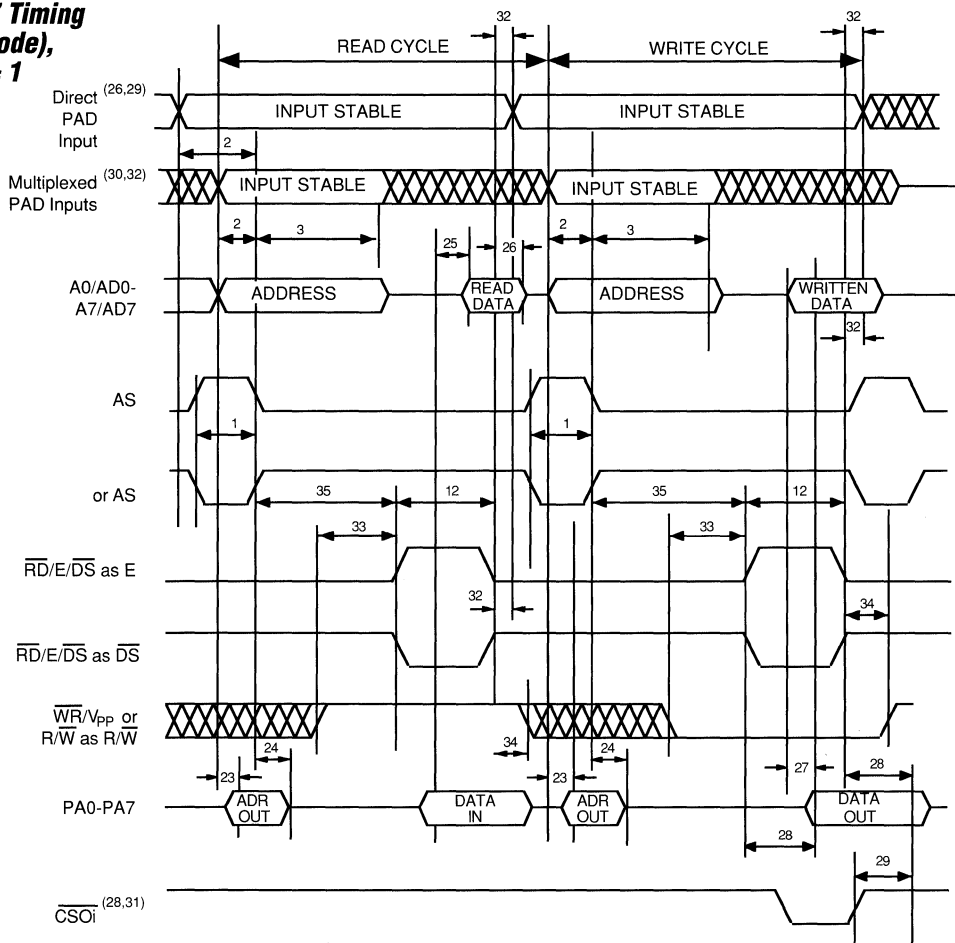 Timing
ode),
1
32
32
READ CYCLE
WRITE CYCLE
Direct (26,29)
PAD
Input
INPUT STABLE
INPUT STABLE
2
Multiplexed (30,32)
PAD Inputs
INPUT STABLE
INPUT STABLE
2
3
25
26
2
3
A0/AD0-
A7/AD7
ADDRESS
READ
DATA
ADDRESS
WRITTEN
DATA
32
AS
1
1
or AS
35
12
35
12
33
33
RD/E/DS as E
32
34
RD/E/DS as DS
WR/VPP or
R/W as R/W
34
23
24
23
24
27
28
PA0-PA7
ADR
OUT
DATA
IN
ADR
OUT
DATA
OUT
28
29
CSOi (28,31)